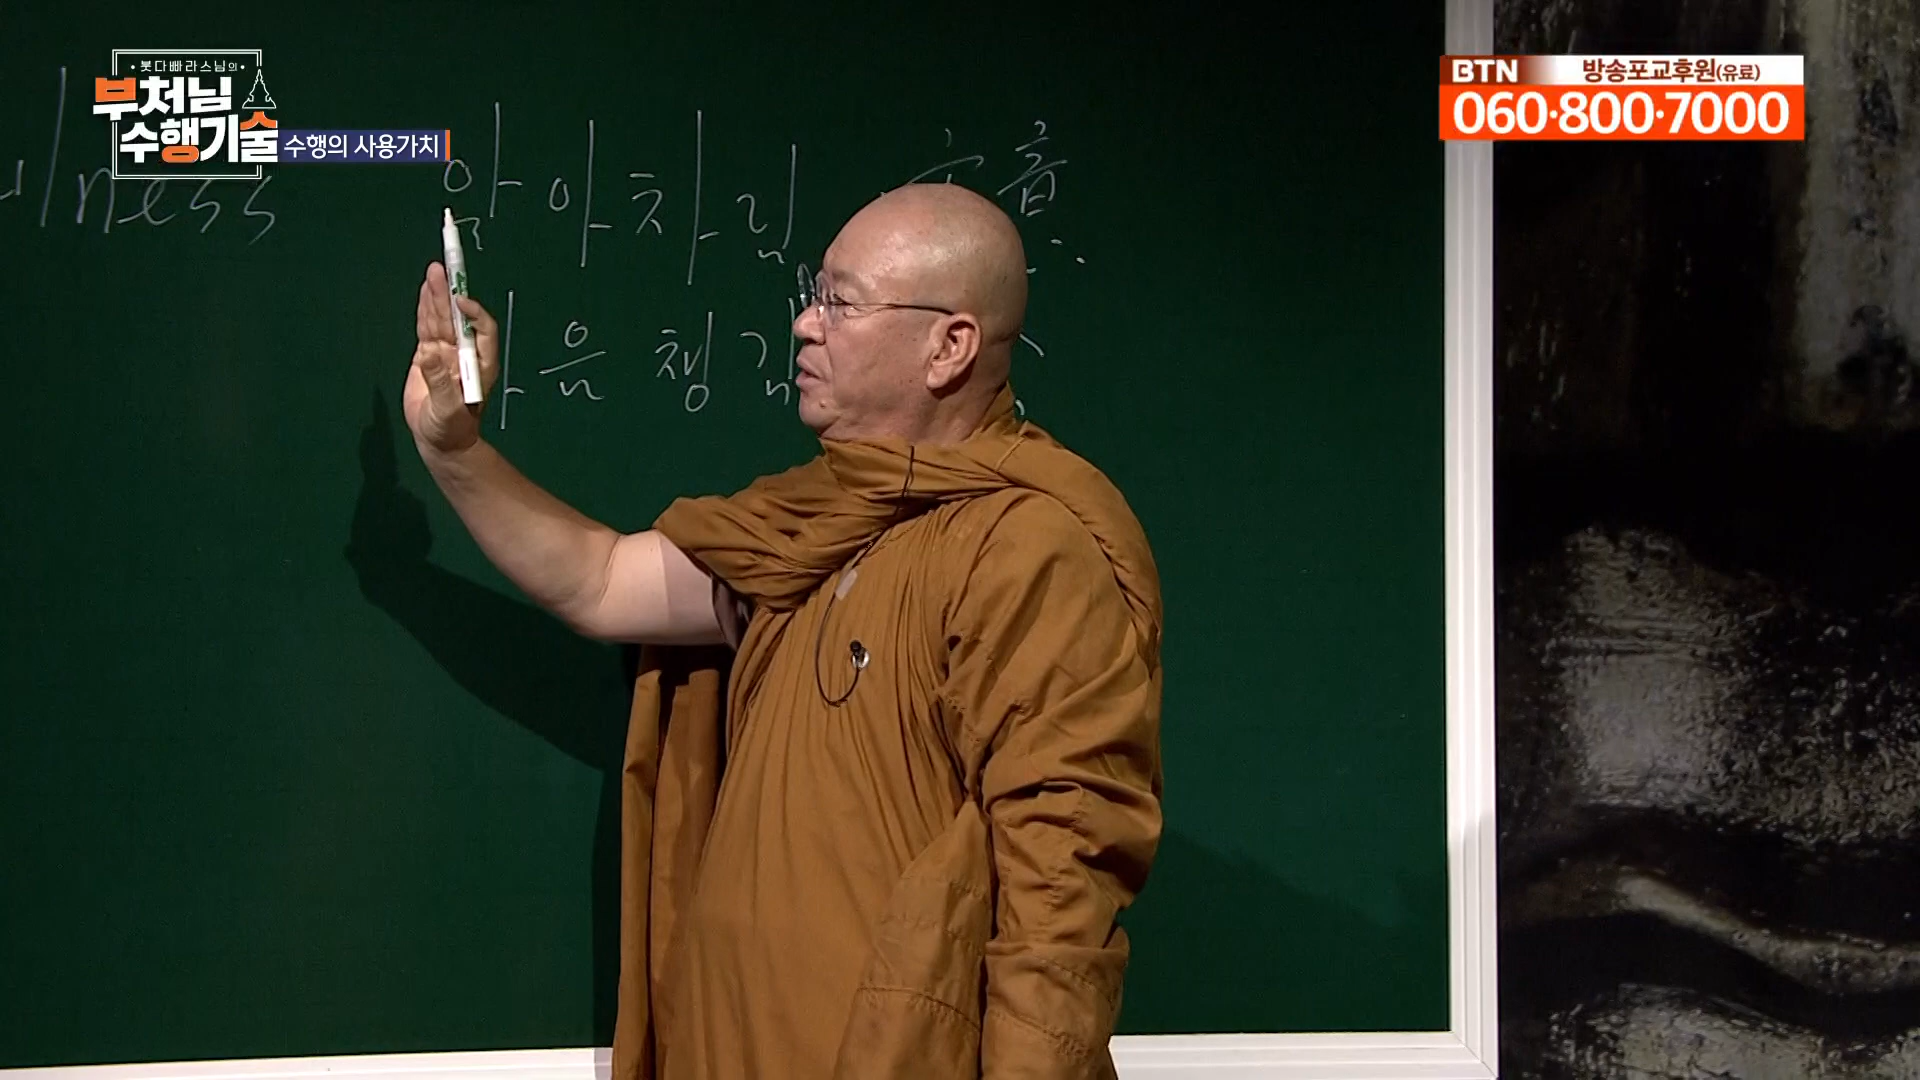 붓다빠라스님의
부처님
수행기술
수행의 사용가치
BTN 방송포교후원(유료)
060·800·7000
lness 알아차림
음챙김